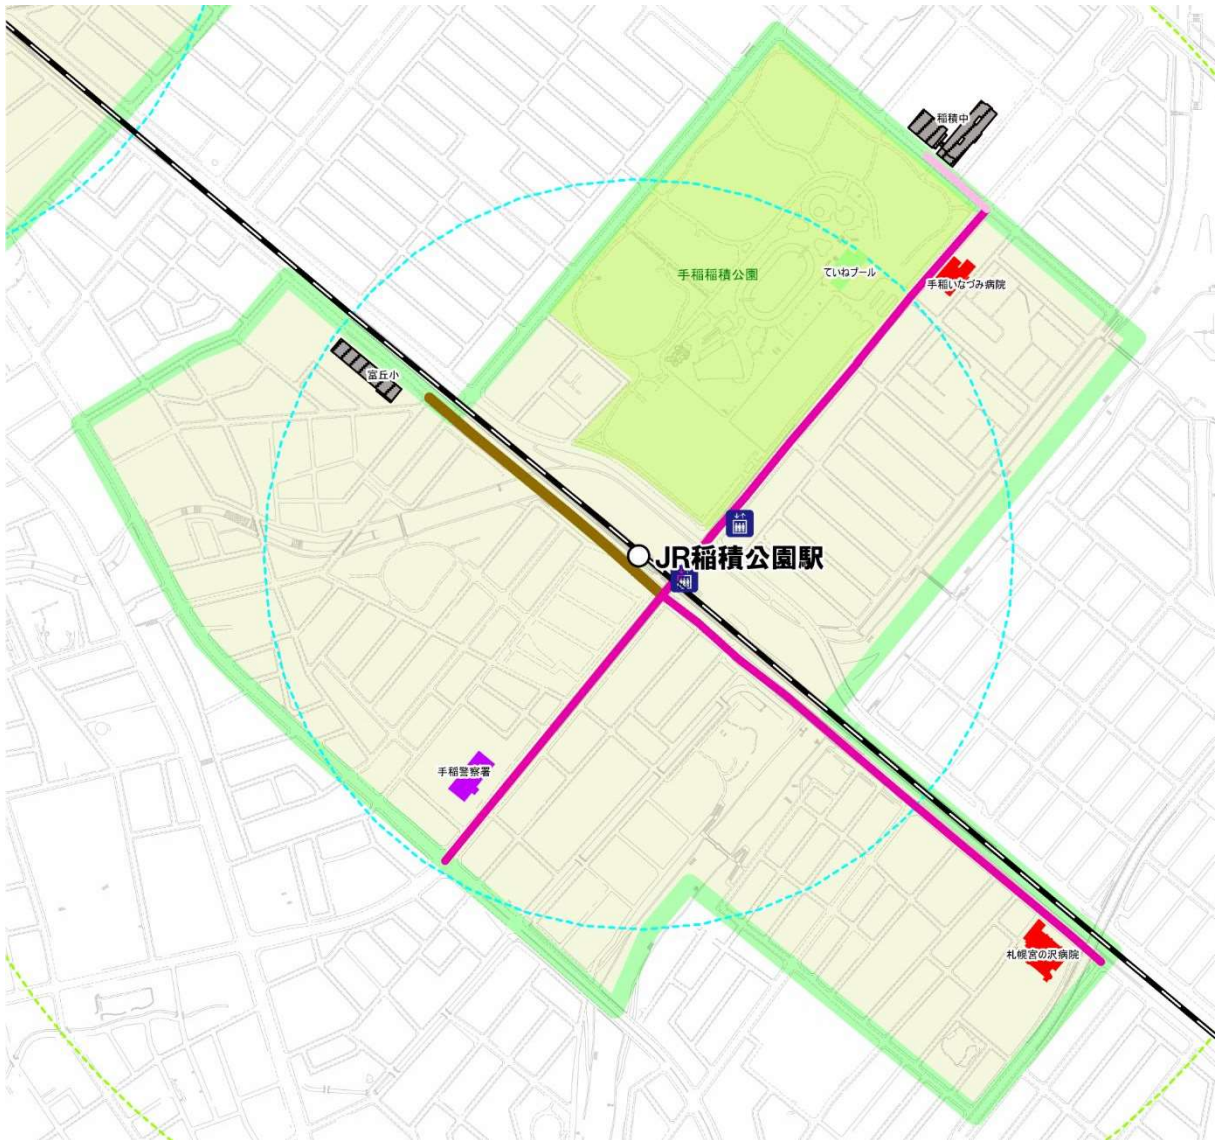 稲積中
手稲稲積公園
ていねプール
手稲いなづみ病院
富丘小
JR稲積公園駅
手稲警察署
札幌宮の沢病院